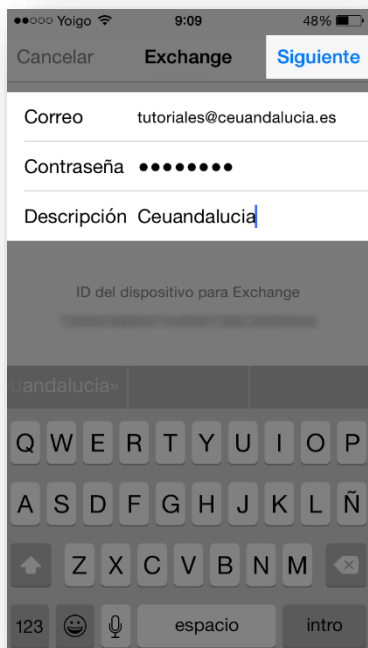 ●●○○○ Yoigo 9:09 48%
Cancelar Exchange Siguiente
Correo tutoriales@ceuandalucia.es
Contraseña ●●●●●●●●
Descripción Ceuandalucia
ID del dispositivo para Exchange
uandalucia»
Q W E R T Y U I O P
A S D F G H J K L Ñ
Z X C V B N M
123 espacio intro